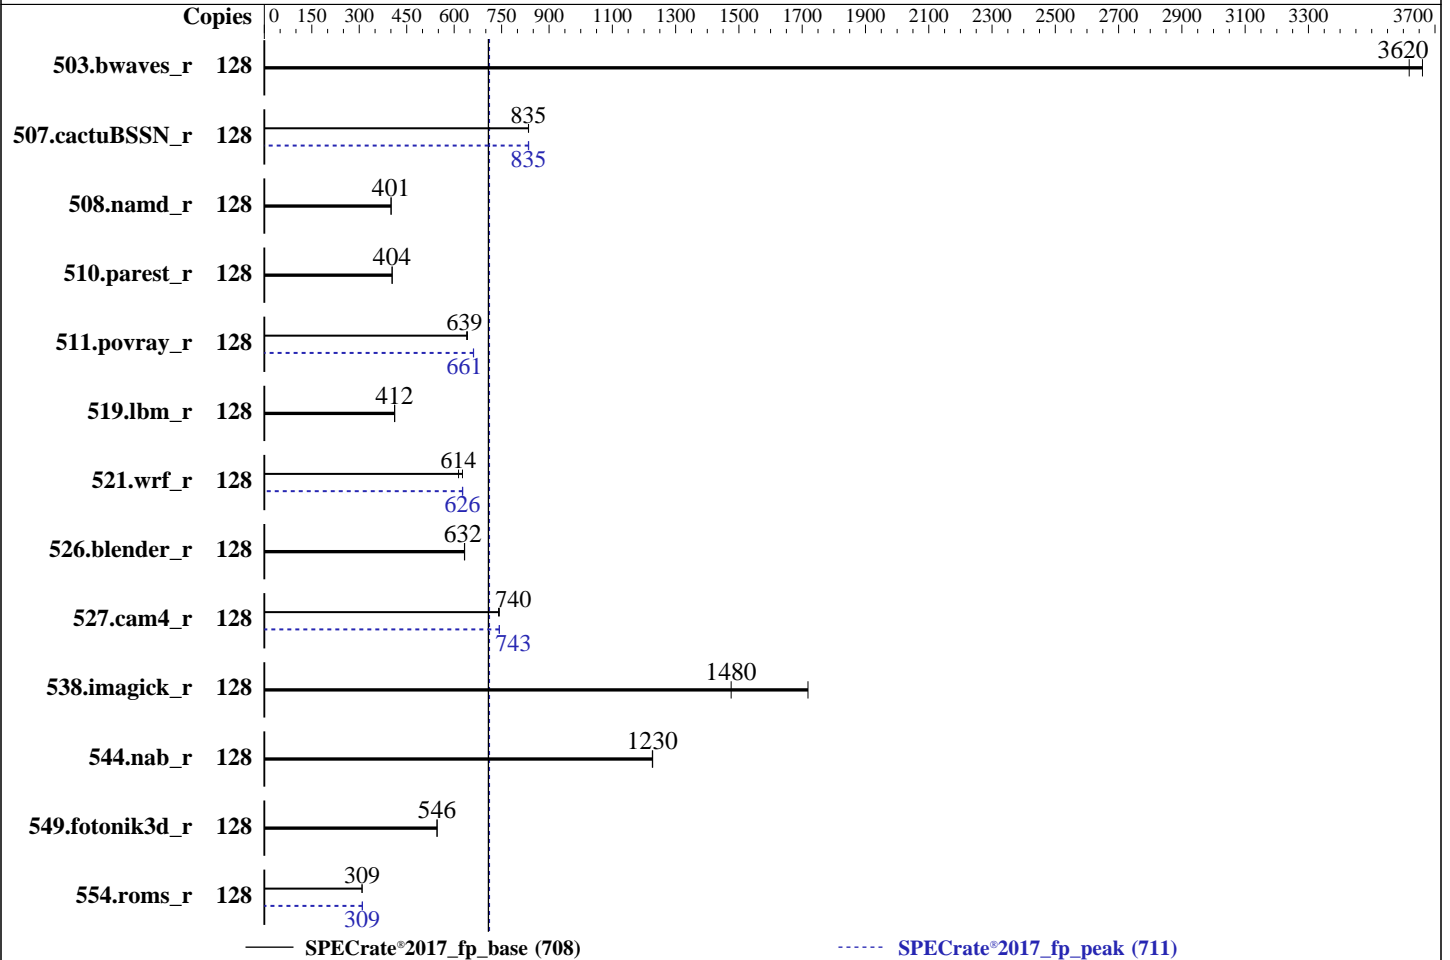 Copies 0 150 300 450 600 750 900 1100 1300 1500 1700 1900 2100 2300 2500 2700 2900 3100 3300 3700
503.bwaves_r 128 3620
507.cactuBSSN_r 128 835
835
508.namd_r 128 401
510.parest_r 128 404
511.povray_r 128 639
661
519.lbm_r 128 412
521.wrf_r 128 614
626
526.blender_r 128 632
527.cam4_r 128 740
743
538.imagick_r 128 1480
544.nab_r 128 1230
549.fotonik3d_r 128 546
554.roms_r 128 309
309
SPECrate®2017_fp_base (708) SPECrate®2017_fp_peak (711)